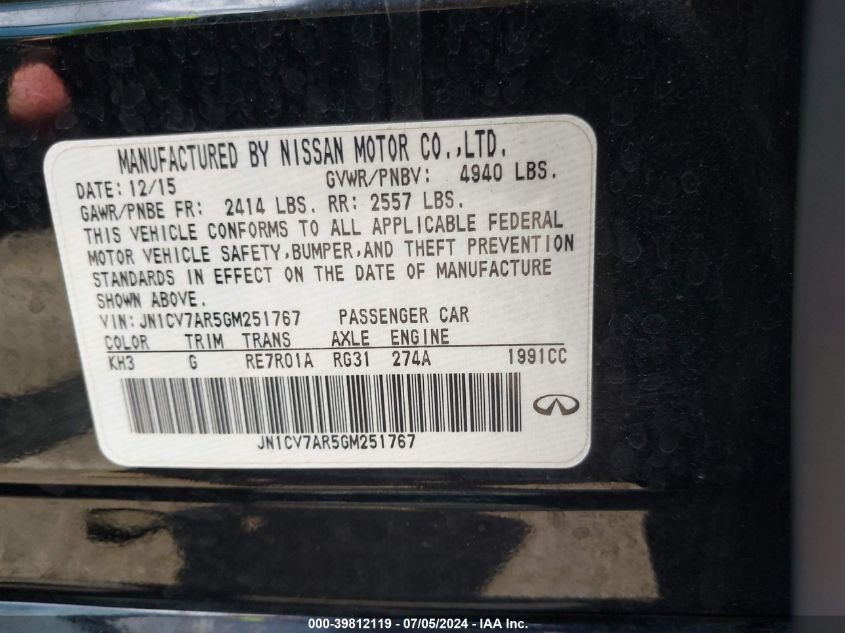 MANUFACTURED BY NISSAN MOTOR CO.,LTD.
DATE: 12/15 GVWR/PNBV: 4940 LBS.
GAWR/PNBE FR: 2414 LBS. RR: 2557 LBS.
THIS VEHICLE CONFORMS TO ALL APPLICABLE FEDERAL
MOTOR VEHICLE SAFETY,BUMPER,AND THEFT PREVENTION
STANDARDS IN EFFECT ON THE DATE OF MANUFACTURE
SHOWN ABOVE.
VIN:JN1CV7AR5GM251767 PASSENGER CAR
COLOR TRIM TRANS AXLE ENGINE
KH3 G RE7R01A RG31 274A 1991CC
JN1CV7AR5GM251767
000-39812119 - 07/05/2024 - IAA Inc.